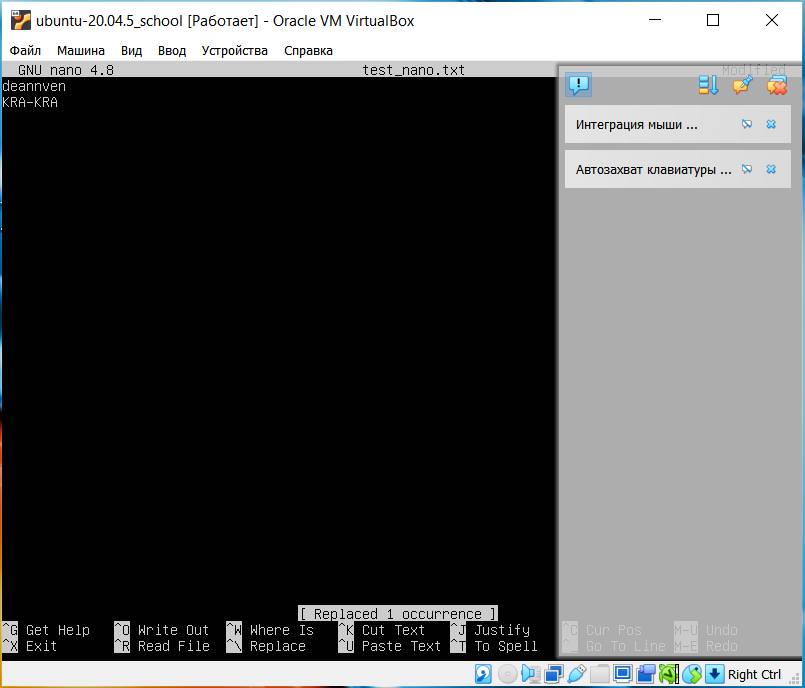 ubuntu-20.04.5_school [Работает] - Oracle VM VirtualBox
Файл Машина Вид Ввод Устройства Справка
GNU nano 4.8 test_nano.txt Modified
deannven
KRA-KRA
Интеграция мыши ...
Автозахват клавиатуры ...
[ Replaced 1 occurrence ]
^G Get Help ^O Write Out ^W Where Is ^K Cut Text ^J Justify ^C Cur Pos M-U Undo
^X Exit ^R Read File ^\ Replace ^U Paste Text ^T To Spell ^_ Go To Line M-E Redo
Right Ctrl